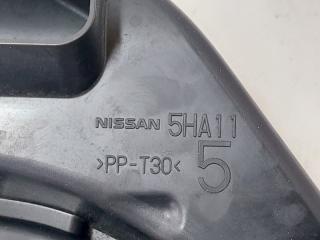 NISSAN 5HA11
>PP-T30< 5